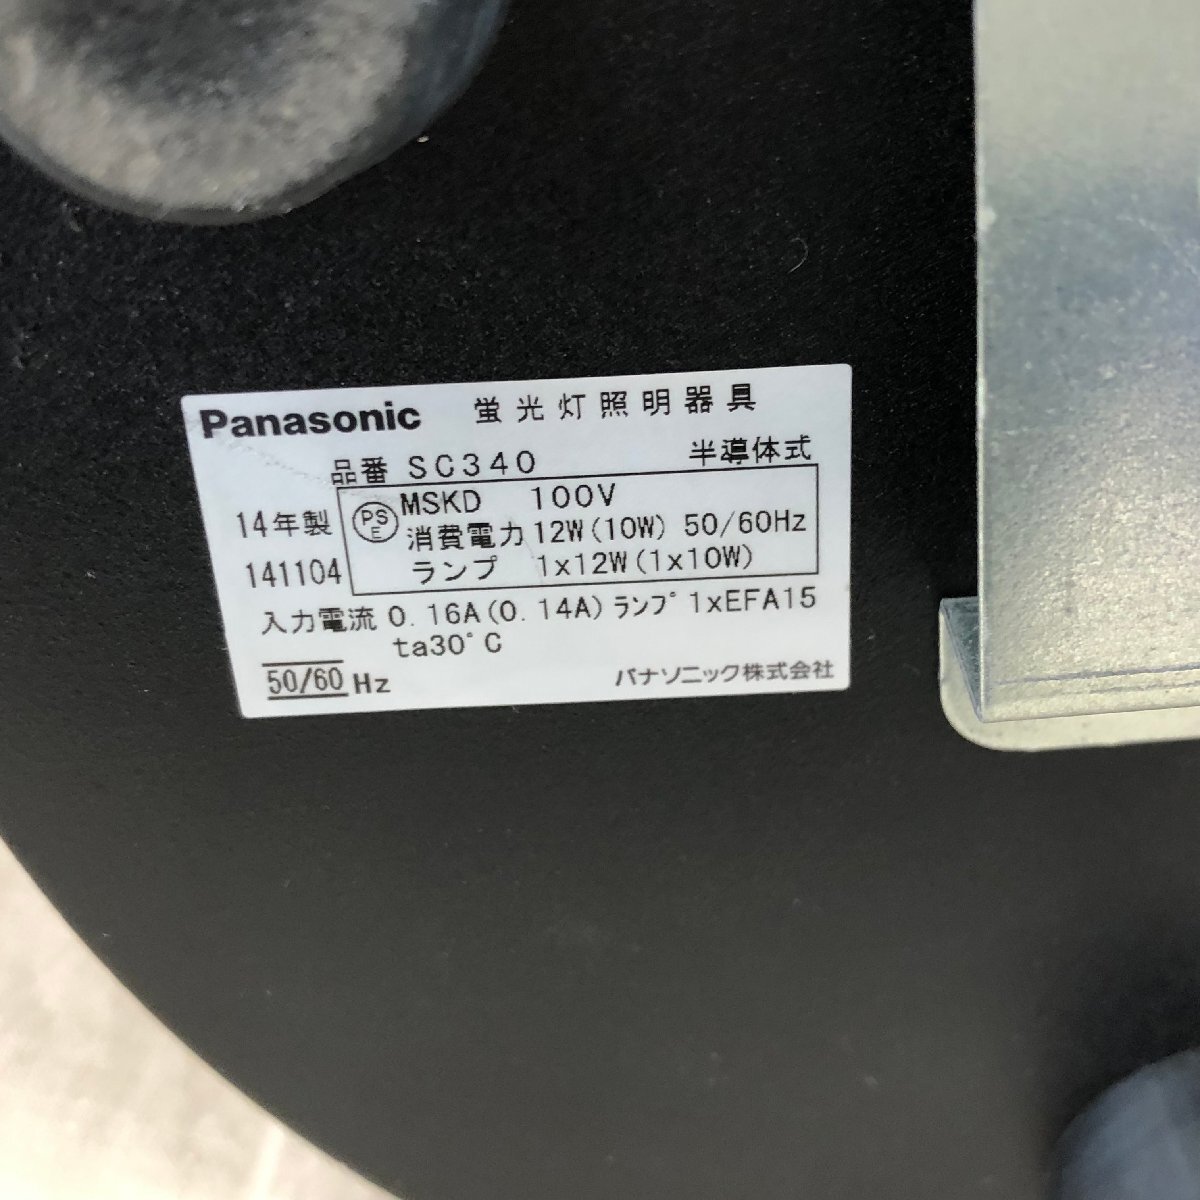 Panasonic 蛍光灯照明器具
品番 SC340 半導体式
14年製 PS E MSKD 100V
消費電力 12W(10W) 50/60Hz
141104 ランプ 1x12W(1x10W)
入力電流 0.16A(0.14A) ランプ 1xEFA15
ta30°C
50/60 Hz パナソニック株式会社